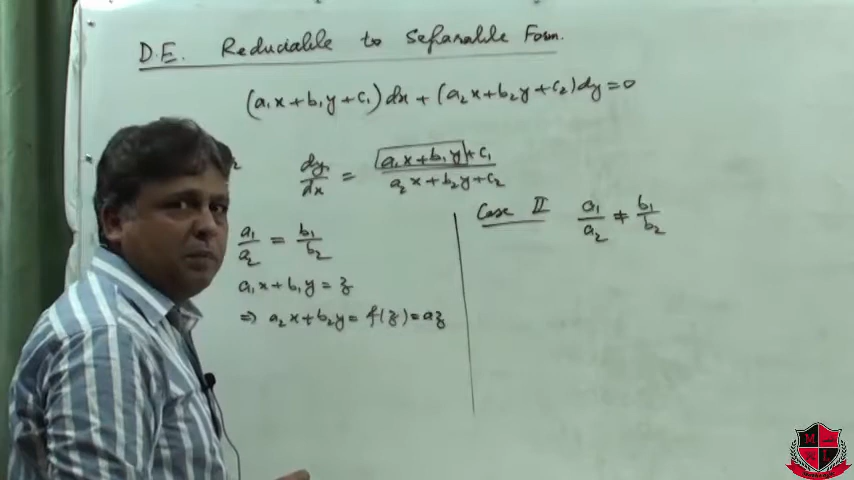 D.E. Reduciable to Separable Form.
(a₁x+b₁y+c₁)dx+(a₂x+b₂y+c₂)dy=0
dy/dx = (a₁x+b₁y+c₁)/(a₂x+b₂y+c₂)
a₁/a₂ = b₁/b₂
a₁x+b₁y=z
⇒ a₂x+b₂y=f(z)=az
Case II a₁/a₂ ≠ b₁/b₂